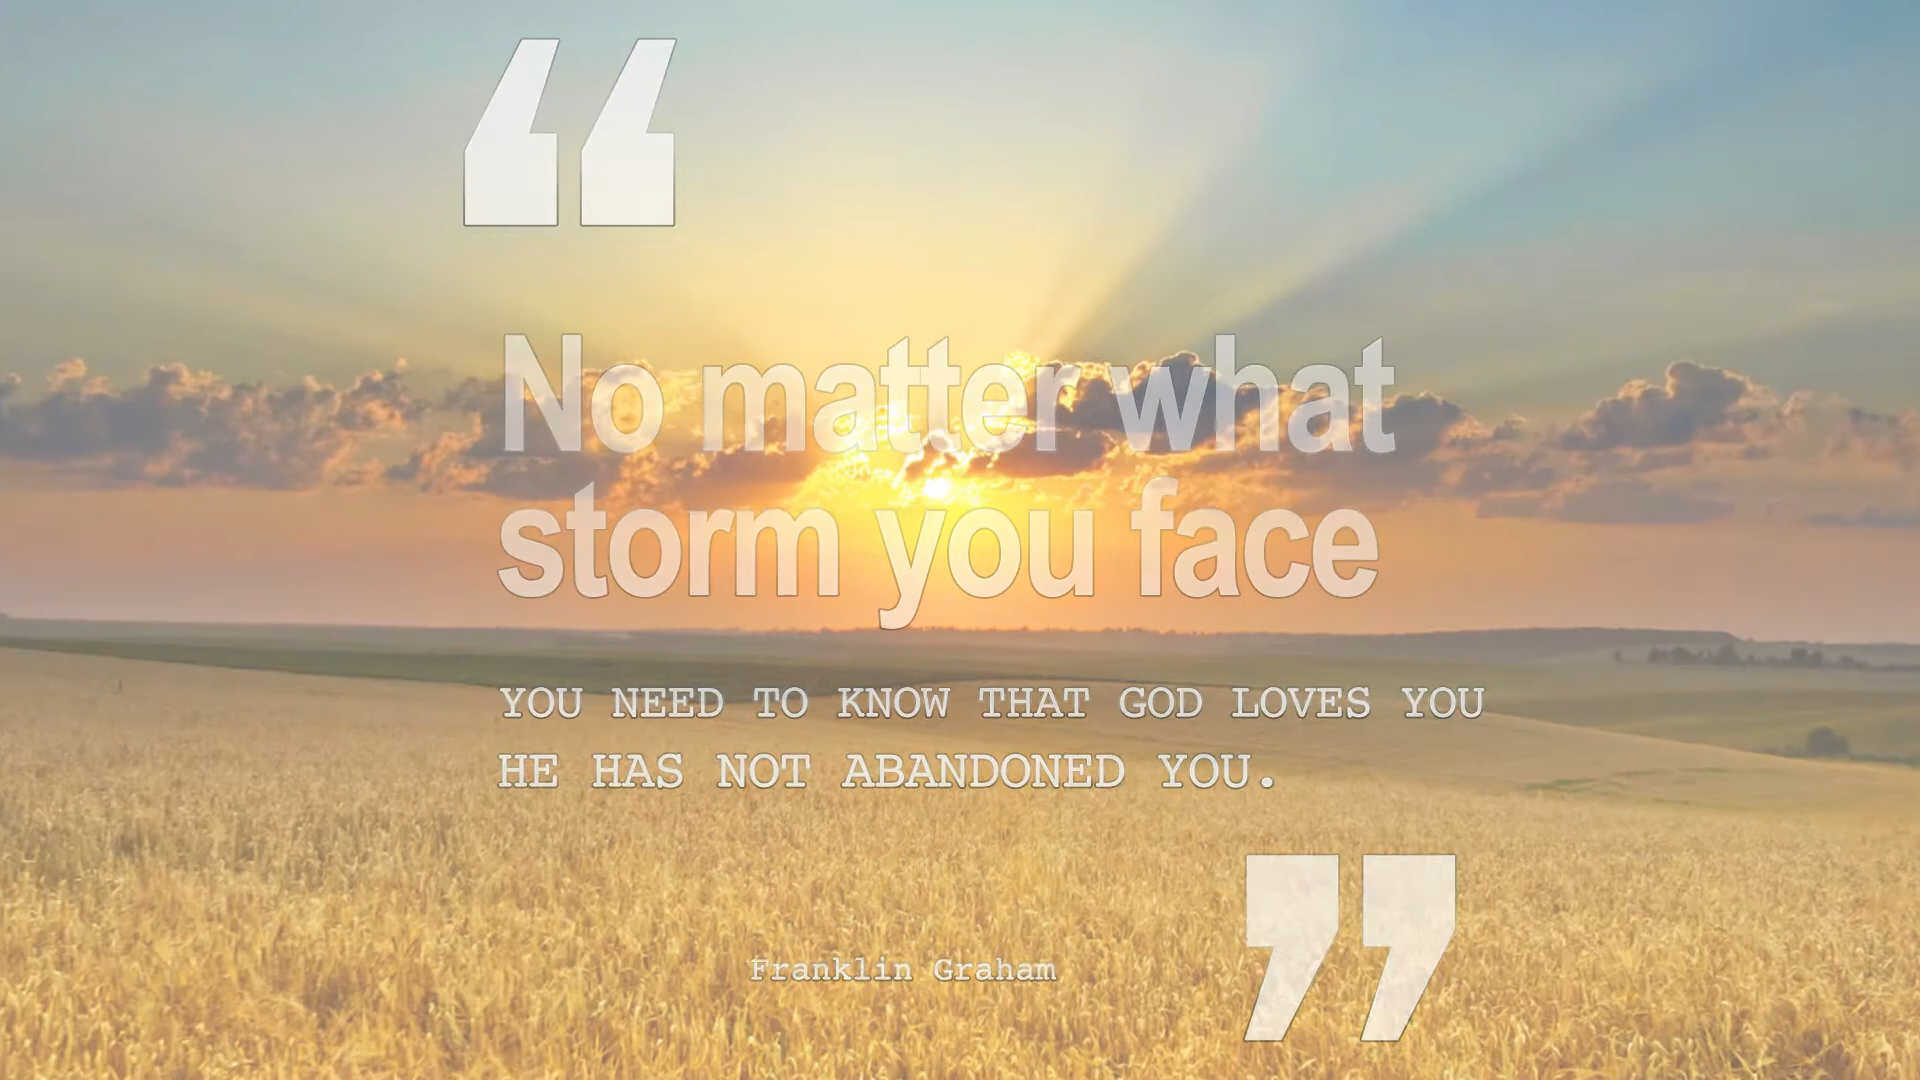 “
No matter what
storm you face
YOU NEED TO KNOW THAT GOD LOVES YOU
HE HAS NOT ABANDONED YOU.
”
Franklin Graham